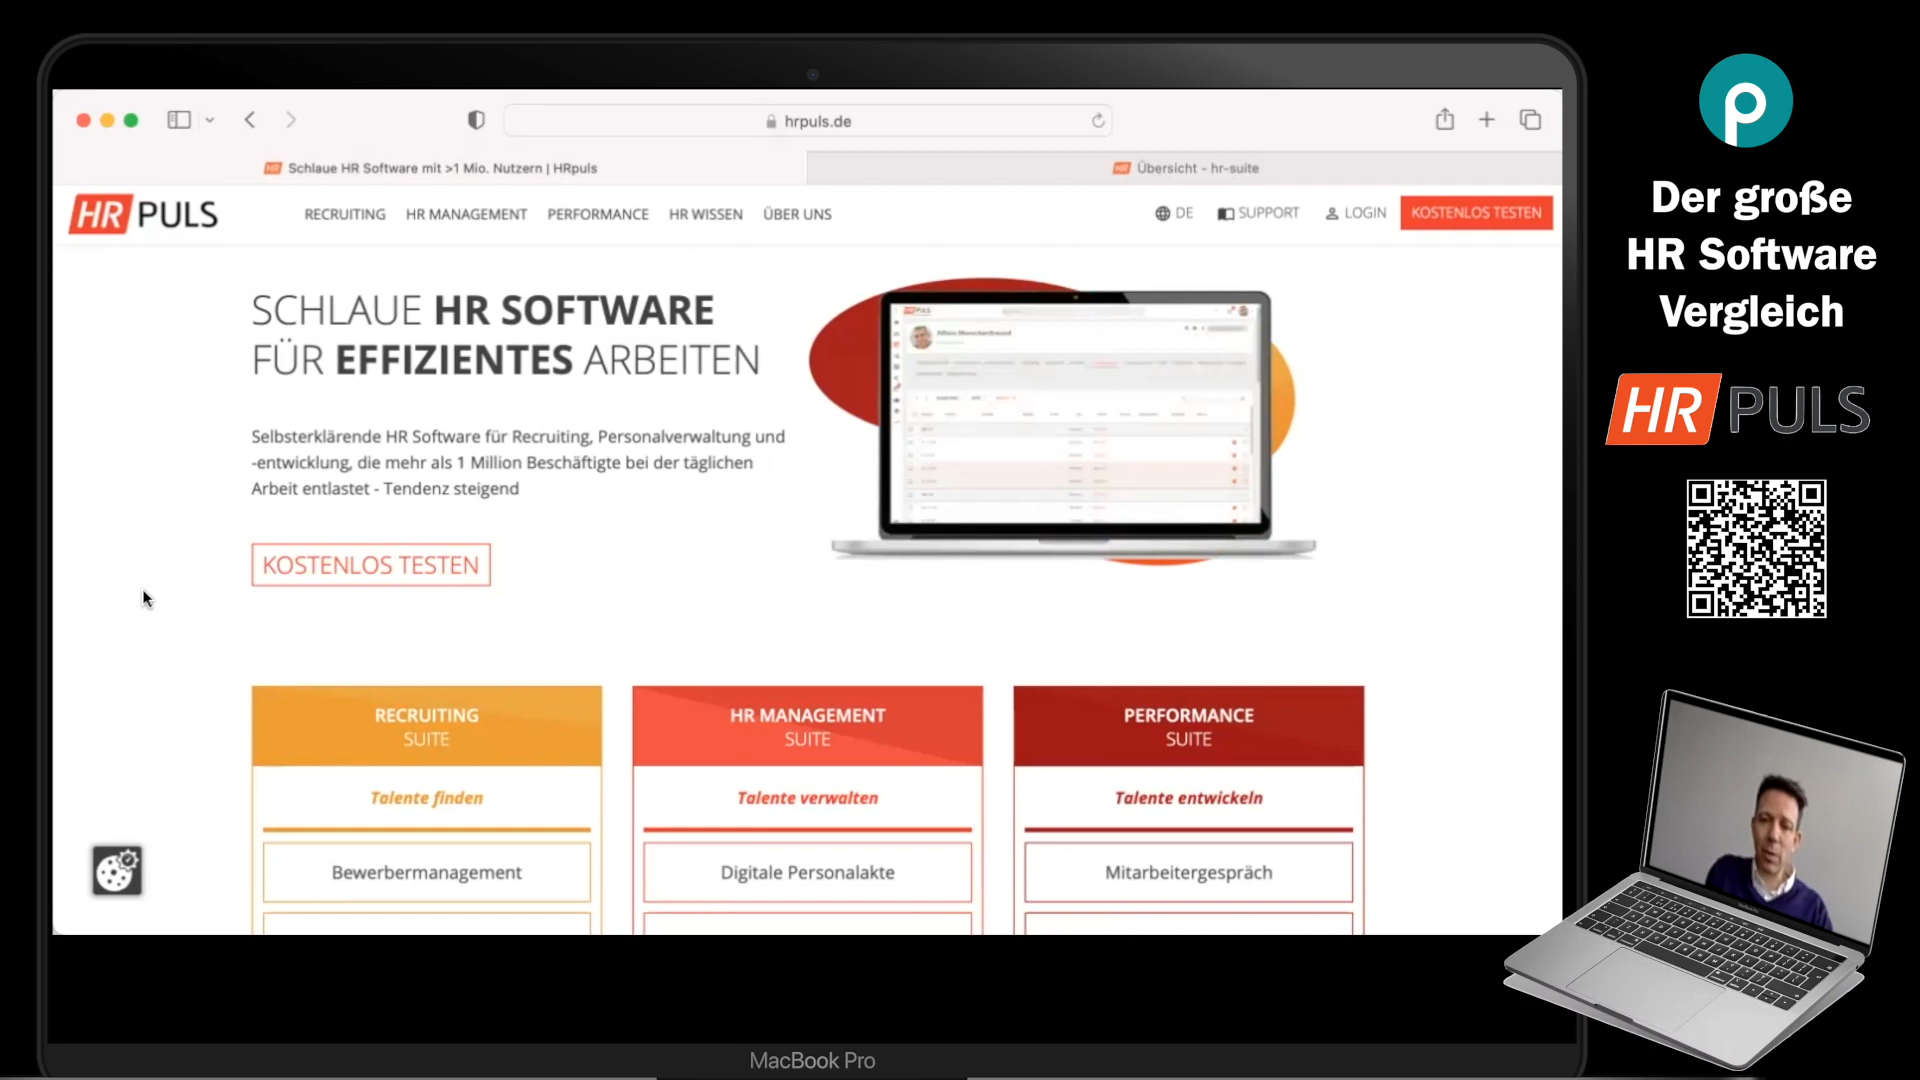 hrpuls.de
Schlaue HR Software mit >1 Mio. Nutzern | HRpuls
Übersicht - hr-suite
HR PULS
RECRUITING
HR MANAGEMENT
PERFORMANCE
HR WISSEN
ÜBER UNS
DE
SUPPORT
LOGIN
KOSTENLOS TESTEN
SCHLAUE HR SOFTWARE
FÜR EFFIZIENTES ARBEITEN
Selbsterklärende HR Software für Recruiting, Personalverwaltung und
-entwicklung, die mehr als 1 Million Beschäftigte bei der täglichen
Arbeit entlastet - Tendenz steigend
KOSTENLOS TESTEN
RECRUITING
SUITE
Talente finden
Bewerbermanagement
HR MANAGEMENT
SUITE
Talente verwalten
Digitale Personalakte
PERFORMANCE
SUITE
Talente entwickeln
Mitarbeitergespräch
MacBook Pro
p
Der große
HR Software
Vergleich
HR PULS